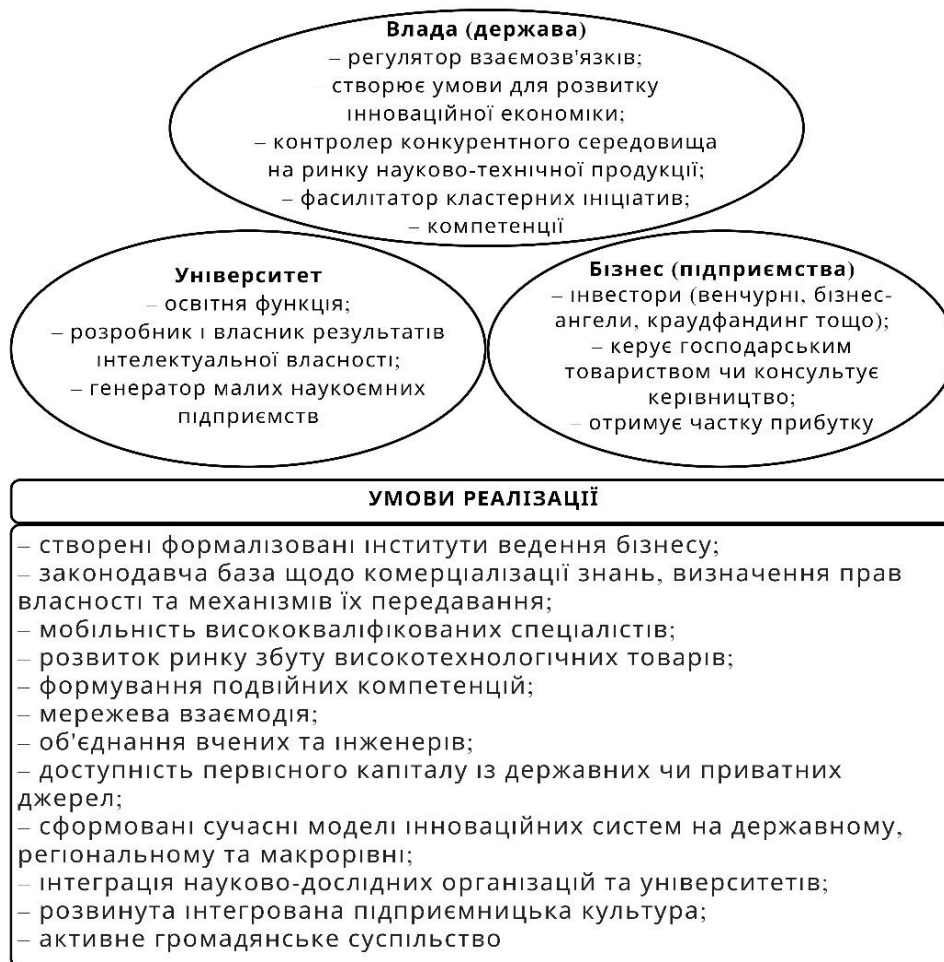 Влада (держава)
– регулятор взаємозв'язків;
– створює умови для розвитку
інноваційної економіки;
– контролер конкурентного середовища
на ринку науково-технічної продукції;
– фасилітатор кластерних ініціатив;
– компетенції
Університет
– освітня функція;
– розробник і власник результатів
інтелектуальної власності;
– генератор малих наукоємних
підприємств
Бізнес (підприємства)
– інвестори (венчурні, бізнес-
ангели, краудфандинг тощо);
– керує господарським
товариством чи консультує
керівництво;
– отримує частку прибутку
УМОВИ РЕАЛІЗАЦІЇ
– створені формалізовані інститути ведення бізнесу;
– законодавча база щодо комерціалізації знань, визначення прав
власності та механізмів їх передавання;
– мобільність висококваліфікованих спеціалістів;
– розвиток ринку збуту високотехнологічних товарів;
– формування подвійних компетенцій;
– мережева взаємодія;
– об'єднання вчених та інженерів;
– доступність первісного капіталу із державних чи приватних
джерел;
– сформовані сучасні моделі інноваційних систем на державному,
регіональному та макрорівні;
– інтеграція науково-дослідних організацій та університетів;
– розвинута інтегрована підприємницька культура;
– активне громадянське суспільство